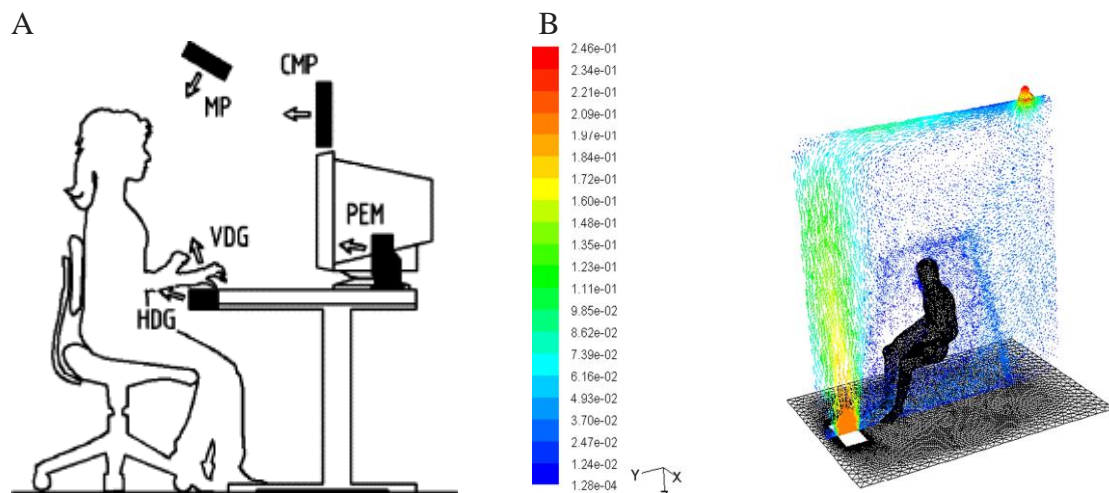 A
B
CMP
MP
PEM
VDG
HDG
2.46e-01
2.34e-01
2.21e-01
2.09e-01
1.97e-01
1.84e-01
1.72e-01
1.60e-01
1.48e-01
1.35e-01
1.23e-01
1.11e-01
9.85e-02
8.62e-02
7.39e-02
6.16e-02
4.93e-02
3.70e-02
2.47e-02
1.24e-02
1.28e-04
Y
X